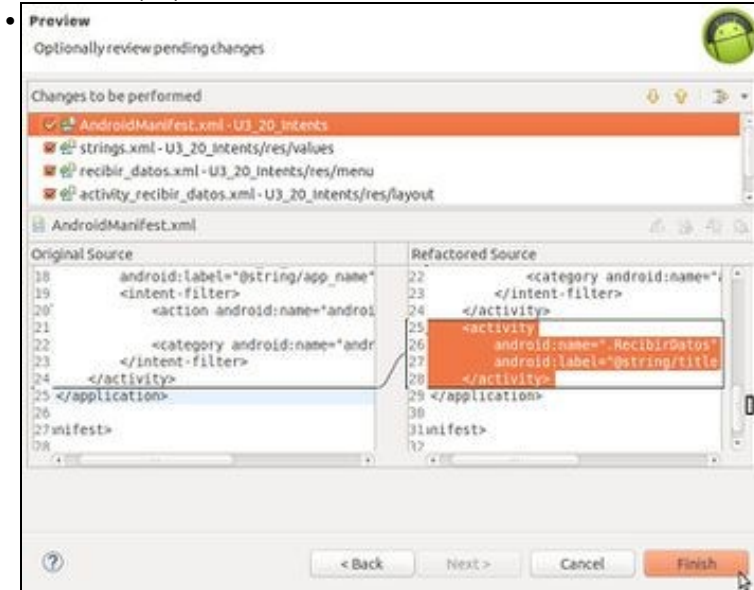 Preview
Optionally review pending changes
Changes to be performed
AndroidManifest.xml - U3_20_Intents
strings.xml - U3_20_Intents/res/values
recibir_datos.xml - U3_20_Intents/res/menu
activity_recibir_datos.xml - U3_20_Intents/res/layout
AndroidManifest.xml
Original Source
18 android:label="@string/app_name"
19 <intent-filter>
20 <action android:name="androi
21
22 <category android:name="andr
23 </intent-filter>
24 </activity>
25 </application>
26
27 nifest>
28
Refactored Source
22 <category android:name="a
23 </intent-filter>
24 </activity>
25 <activity
26 android:name=".RecibirDatos"
27 android:label="@string/title
28 </activity>
29 </application>
30
31 nifest>
32
< Back
Next >
Cancel
Finish